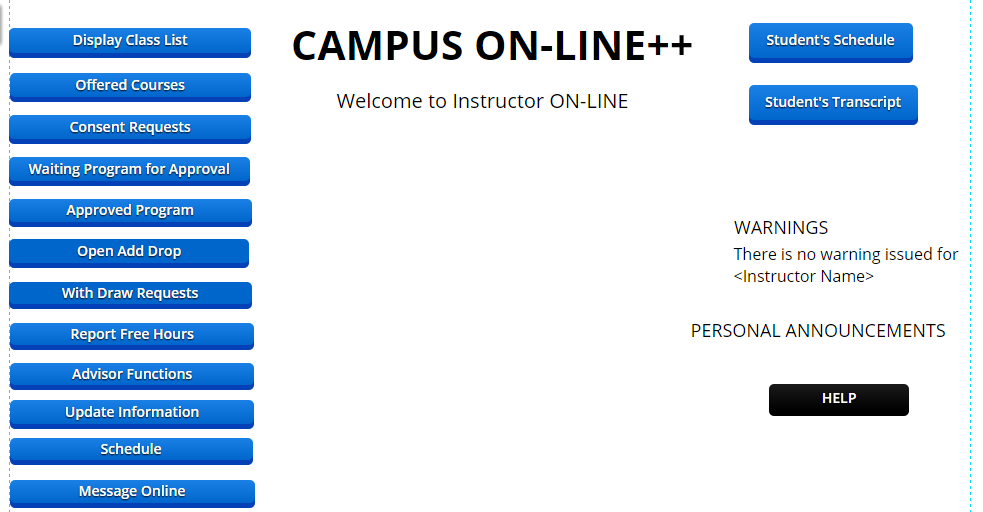 Display Class List
Offered Courses
Consent Requests
Waiting Program for Approval
Approved Program
Open Add Drop
With Draw Requests
Report Free Hours
Advisor Functions
Update Information
Schedule
Message Online
CAMPUS ON-LINE++
Welcome to Instructor ON-LINE
Student's Schedule
Student's Transcript
WARNINGS
There is no warning issued for
<Instructor Name>
PERSONAL ANNOUNCEMENTS
HELP